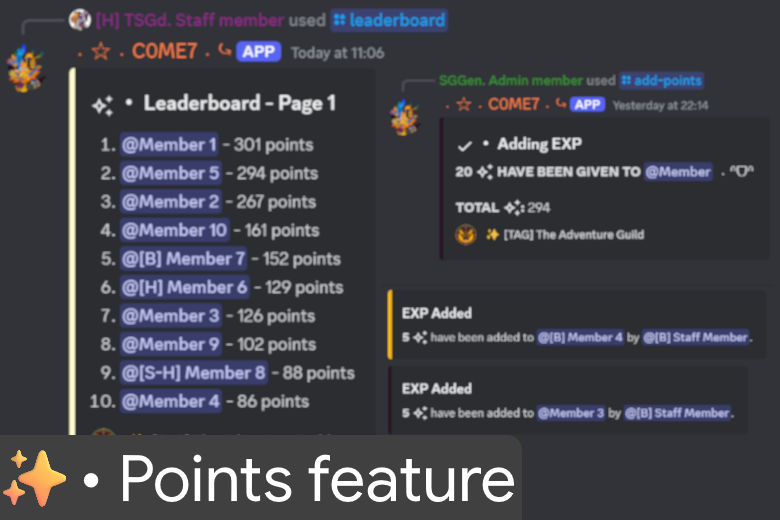 [H] TSGd. Staff member used leaderboard
· ☆ · COME7 · APP Today at 11:06
• Leaderboard - Page 1
1. @Member 1 - 301 points
2. @Member 5 - 294 points
3. @Member 2 - 267 points
4. @Member 10 - 161 points
5. @[B] Member 7 - 152 points
6. @[H] Member 6 - 129 points
7. @Member 3 - 126 points
8. @Member 9 - 102 points
9. @[S-H] Member 8 - 88 points
10. @Member 4 - 86 points
SGGen. Admin member used add-points
· ☆ · COME7 · APP Yesterday at 22:14
• Adding EXP
20 HAVE BEEN GIVEN TO @Member
TOTAL : 294
[TAG] The Adventure Guild
EXP Added
5 have been added to @[B] Member 4 by @[B] Staff Member.
EXP Added
5 have been added to @Member 3 by @[B] Staff Member.
• Points feature